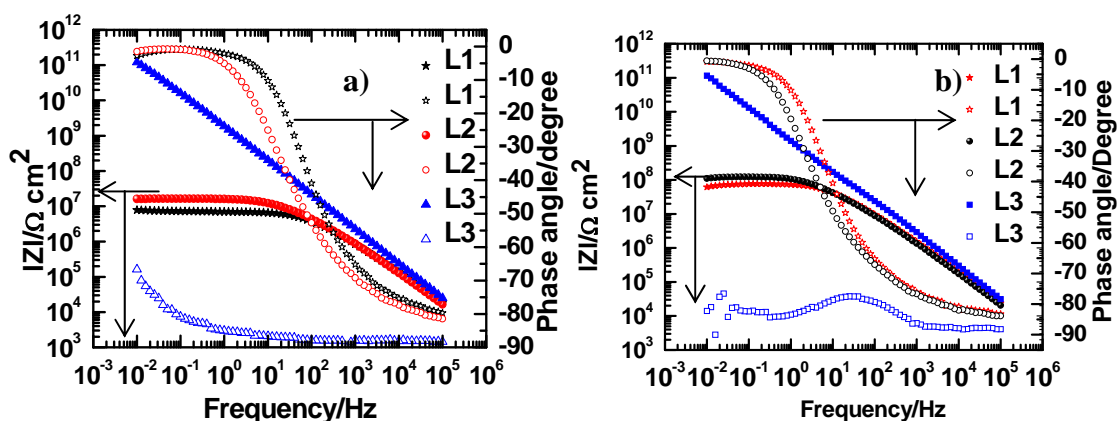 a)
IZI/Ω cm²
10¹²
10¹¹
10¹⁰
10⁹
10⁸
10⁷
10⁶
10⁵
10⁴
10³
10⁻³ 10⁻² 10⁻¹ 10⁰ 10¹ 10² 10³ 10⁴ 10⁵ 10⁶
Frequency/Hz
0
-10
-20
-30
-40
-50
-60
-70
-80
-90
Phase angle/degree
L1
L1
L2
L2
L3
L3
b)
IZI/Ω cm²
10¹²
10¹¹
10¹⁰
10⁹
10⁸
10⁷
10⁶
10⁵
10⁴
10³
10⁻³ 10⁻² 10⁻¹ 10⁰ 10¹ 10² 10³ 10⁴ 10⁵ 10⁶
Frequency/Hz
0
-10
-20
-30
-40
-50
-60
-70
-80
-90
Phase angle/Degree
L1
L1
L2
L2
L3
L3